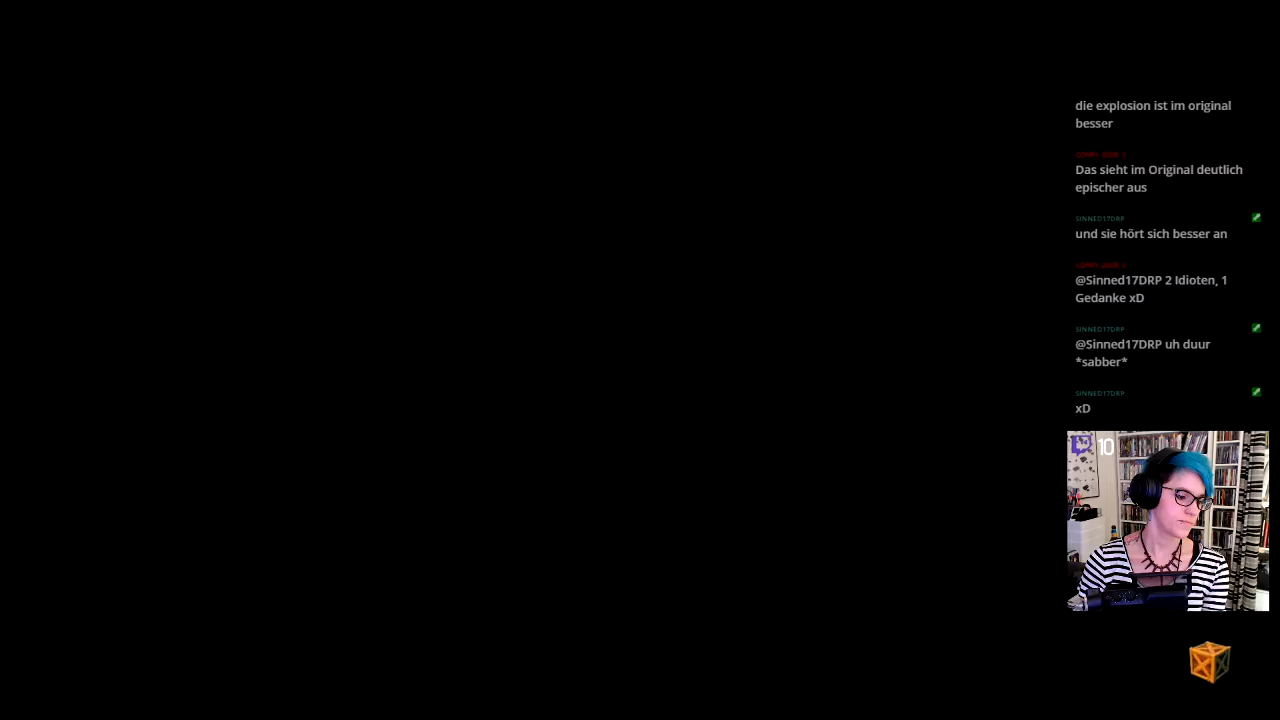 die explosion ist im original
besser
Das sieht im Original deutlich
epischer aus
SINNED17DRP
und sie hört sich besser an
@Sinned17DRP 2 Idioten, 1
Gedanke xD
SINNED17DRP
@Sinned17DRP uh duur
*sabber*
SINNED17DRP
xD
10